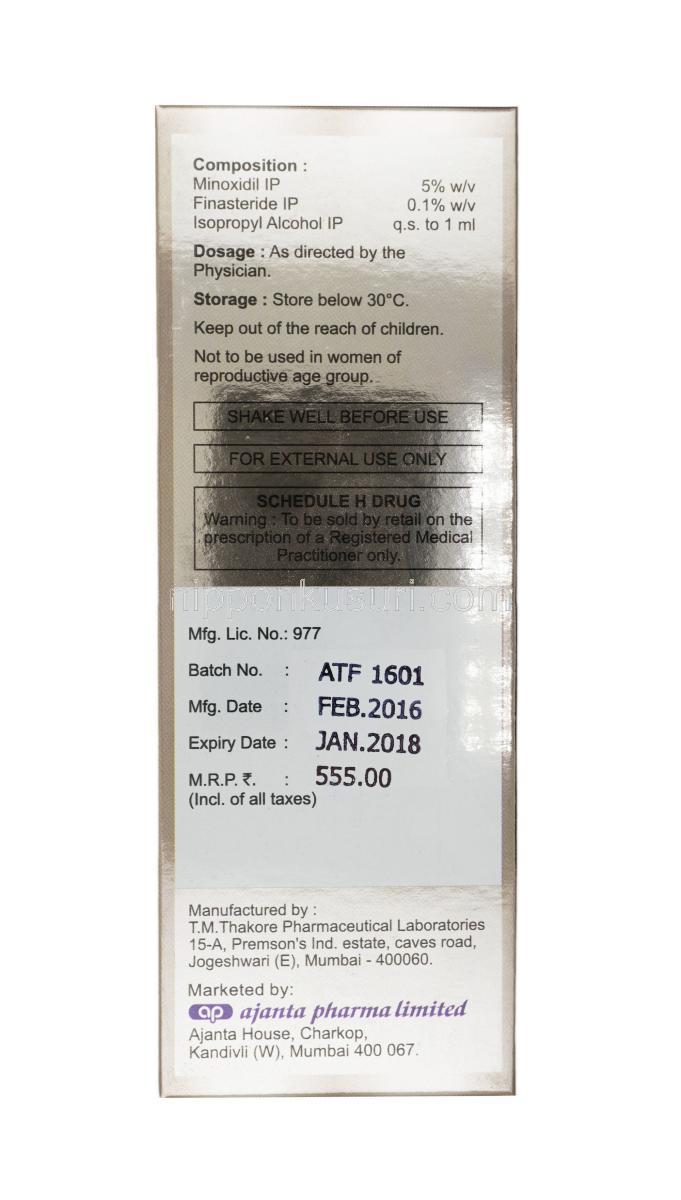 Composition :
Minoxidil IP 5% w/v
Finasteride IP 0.1% w/v
Isopropyl Alcohol IP q.s. to 1 ml
Dosage : As directed by the
Physician.
Storage : Store below 30°C.
Keep out of the reach of children.
Not to be used in women of
reproductive age group.
SHAKE WELL BEFORE USE
FOR EXTERNAL USE ONLY
SCHEDULE H DRUG
Warning : To be sold by retail on the
prescription of a Registered Medical
Practitioner only.
nipponkusuri.com
Mfg. Lic. No.: 977
Batch No. : ATF 1601
Mfg. Date : FEB.2016
Expiry Date : JAN.2018
M.R.P. ₹. : 555.00
(Incl. of all taxes)
Manufactured by :
T.M.Thakore Pharmaceutical Laboratories
15-A, Premson's Ind. estate, caves road,
Jogeshwari (E), Mumbai - 400060.
Marketed by:
ap ajanta pharma limited
Ajanta House, Charkop,
Kandivli (W), Mumbai 400 067.